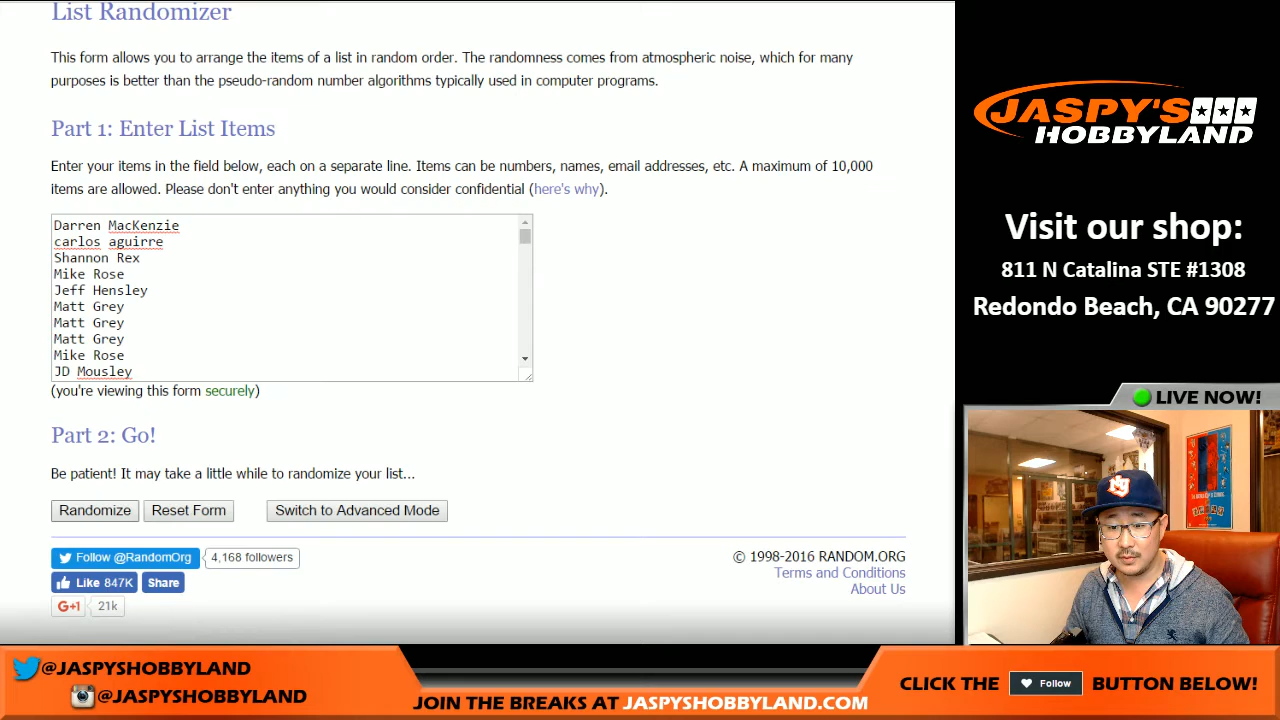 List Randomizer
This form allows you to arrange the items of a list in random order. The randomness comes from atmospheric noise, which for many
purposes is better than the pseudo-random number algorithms typically used in computer programs.
Part 1: Enter List Items
Enter your items in the field below, each on a separate line. Items can be numbers, names, email addresses, etc. A maximum of 10,000
items are allowed. Please don't enter anything you would consider confidential (here's why).
Darren MacKenzie
carlos aguirre
Shannon Rex
Mike Rose
Jeff Hensley
Matt Grey
Matt Grey
Matt Grey
Mike Rose
JD Mousley
(you're viewing this form securely)
Part 2: Go!
Be patient! It may take a little while to randomize your list...
Randomize Reset Form Switch to Advanced Mode
Follow @RandomOrg 4,168 followers
Like 847K Share
G+1 21k
© 1998-2016 RANDOM.ORG
Terms and Conditions
About Us
JASPY'S
HOBBYLAND
Visit our shop:
811 N Catalina STE #1308
Redondo Beach, CA 90277
LIVE NOW!
@JASPYSHOBBYLAND
@JASPYSHOBBYLAND
JOIN THE BREAKS AT JASPYSHOBBYLAND.COM
CLICK THE Follow BUTTON BELOW!